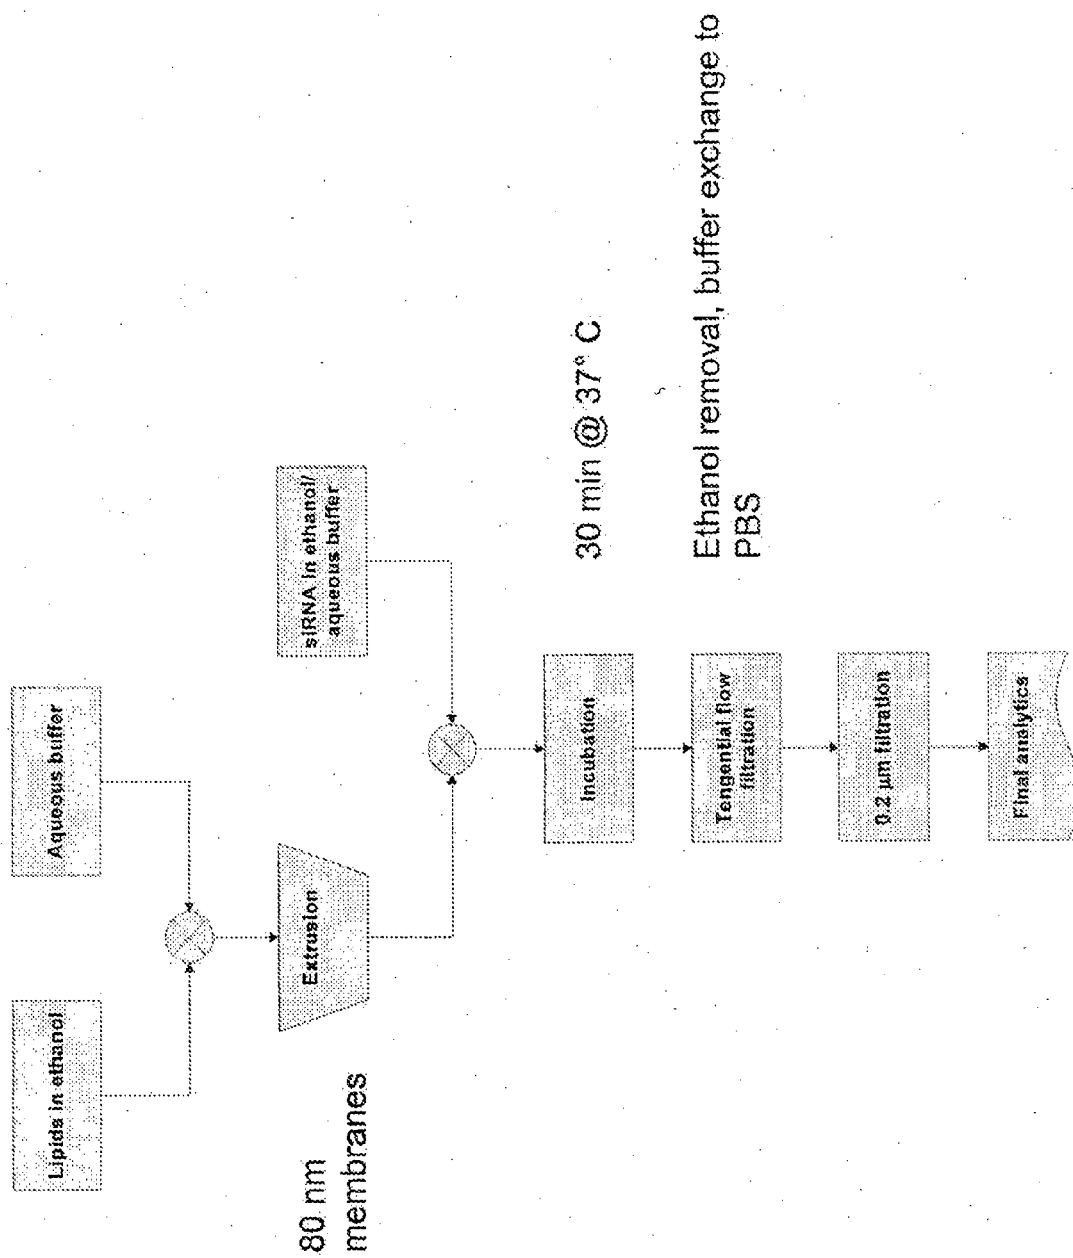 Lipids in ethanol
Aqueous buffer
80 nm
membranes
Extrusion
siRNA in ethanol/
aqueous buffer
Incubation
30 min @ 37° C
Tengential flow
filtration
Ethanol removal, buffer exchange to
PBS
0.2 µm filtration
Final analytics